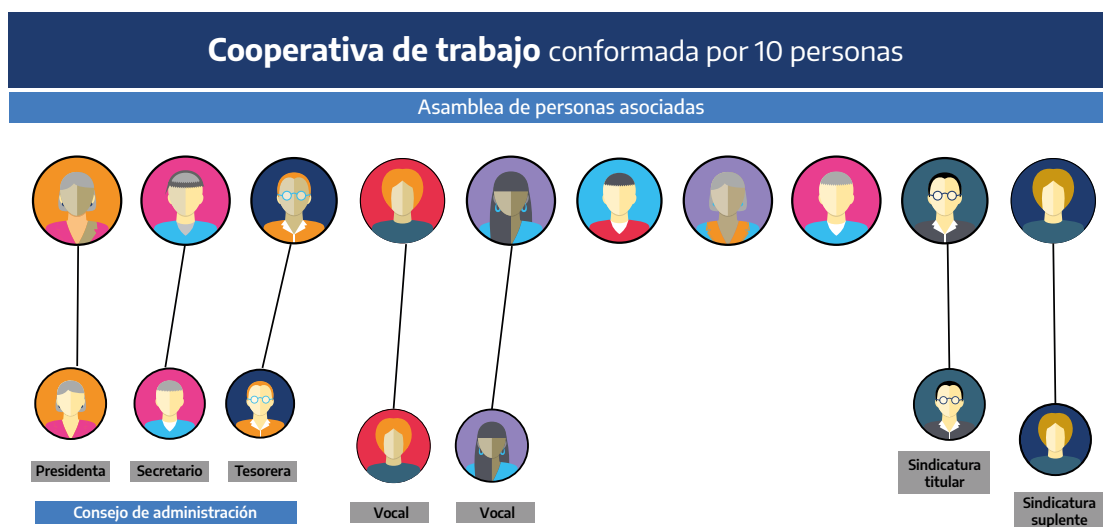 Cooperativa de trabajo conformada por 10 personas
Asamblea de personas asociadas
Presidenta
Secretario
Tesorera
Consejo de administración
Vocal
Vocal
Sindicatura
titular
Sindicatura
suplente